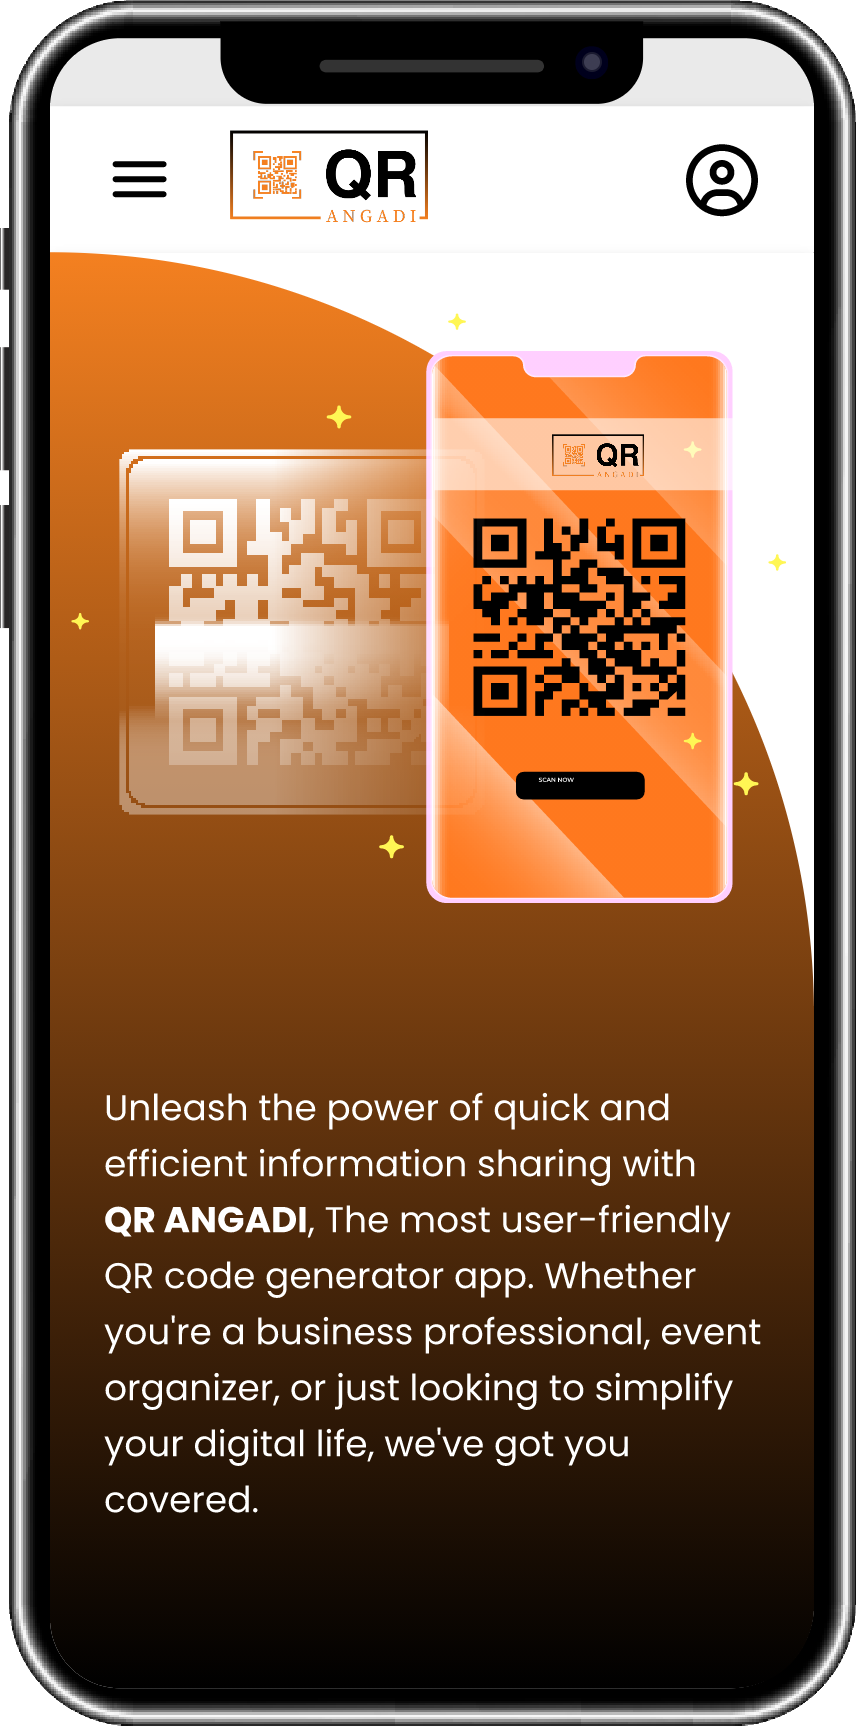 QR
ANGADI
QR
ANGADI
SCAN NOW
Unleash the power of quick and
efficient information sharing with
QR ANGADI, The most user-friendly
QR code generator app. Whether
you're a business professional, event
organizer, or just looking to simplify
your digital life, we've got you
covered.